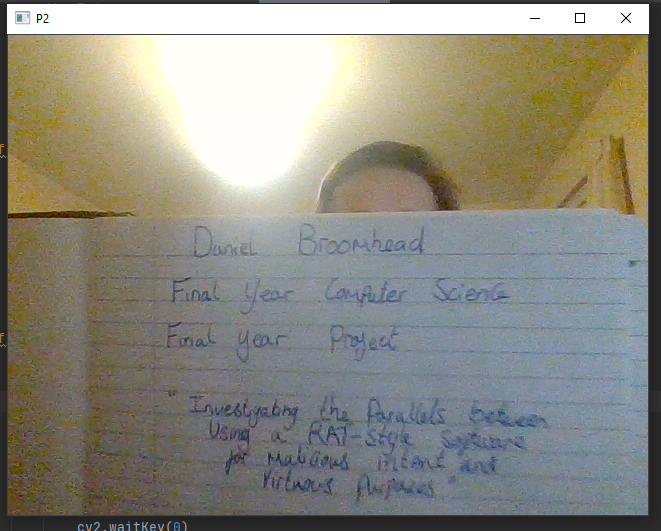 P2
Daniel Broomhead
Final Year Computer Science
Final year Project
"Investigating the Parallels between
Using a RAT-Style Software
for malicious intent and
Virtuous purposes"
cv2.waitKey(0)